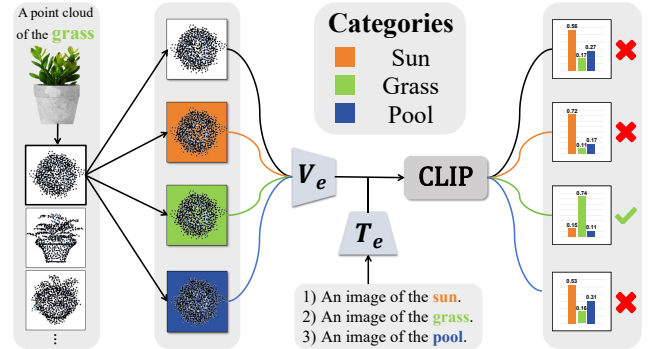 A point cloud
of the grass
⋮
Categories
Sun
Grass
Pool
Vₑ
CLIP
Tₑ
1) An image of the sun.
2) An image of the grass.
3) An image of the pool.
0.56
0.17
0.27
0.72
0.11
0.17
0.15
0.74
0.11
0.53
0.16
0.31